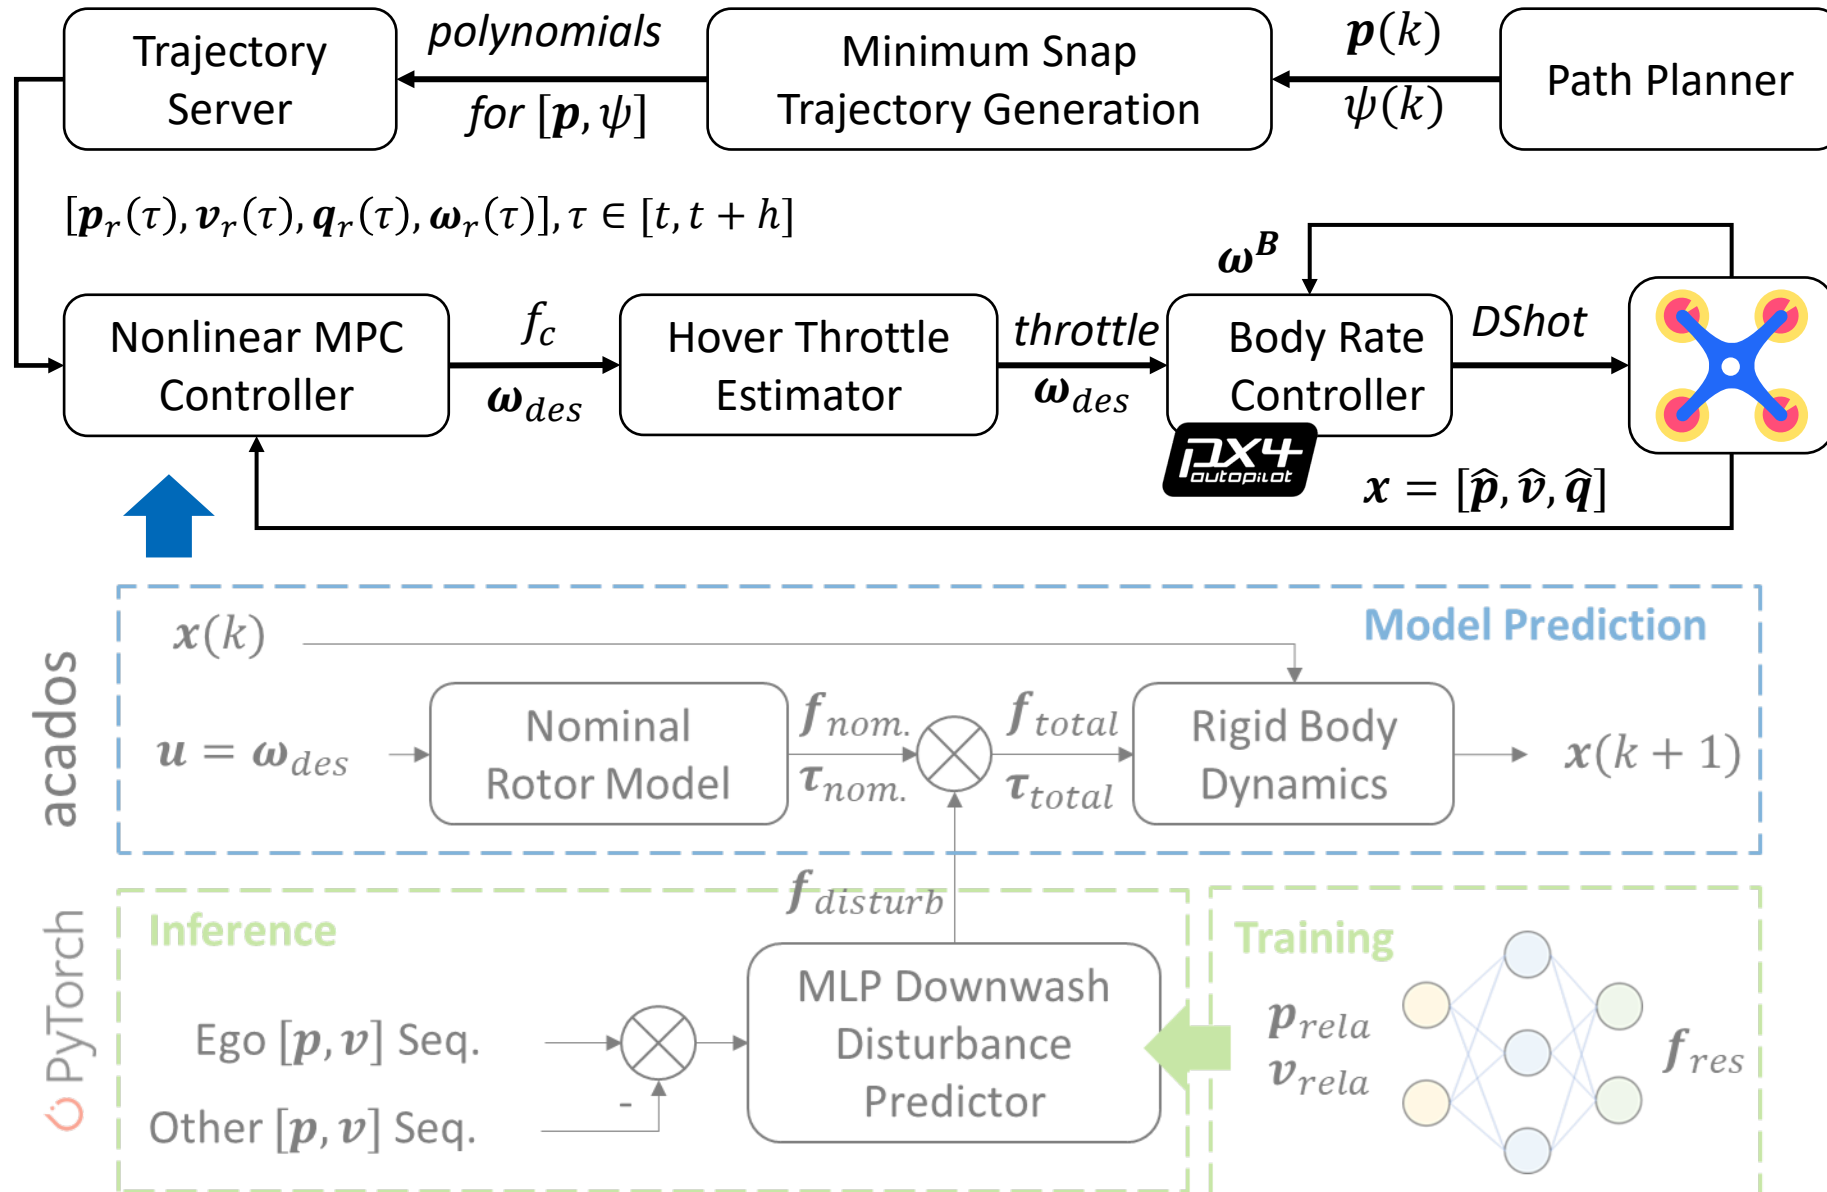 Trajectory
Server
polynomials
for [p, ψ]
Minimum Snap
Trajectory Generation
p(k)
ψ(k)
Path Planner
[p_r(τ), v_r(τ), q_r(τ), ω_r(τ)], τ ∈ [t, t + h]
Nonlinear MPC
Controller
f_c
ω_des
Hover Throttle
Estimator
throttle
ω_des
ω^B
Body Rate
Controller
px4
autopilot
DShot
x = [p̂, v̂, q̂]
acados
Model Prediction
x(k)
u = ω_des
Nominal
Rotor Model
f_nom.
τ_nom.
f_total
τ_total
Rigid Body
Dynamics
x(k + 1)
f_disturb
PyTorch
Inference
Ego [p, v] Seq.
Other [p, v] Seq.
-
MLP Downwash
Disturbance
Predictor
Training
p_rela
v_rela
f_res